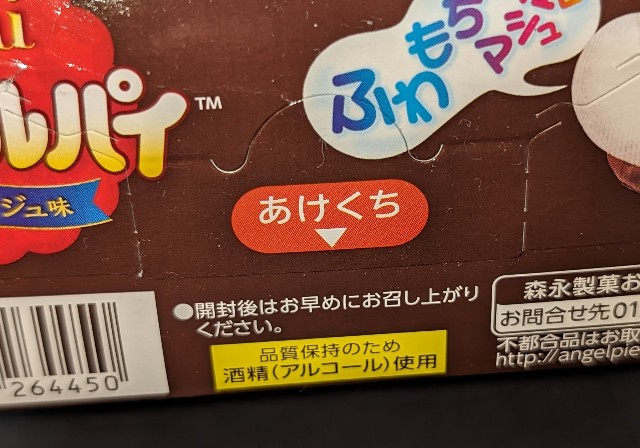 ルパイ™
ジュ味
ふわもち
マシュ
あけくち
●開封後はお早めにお召し上がり
ください。
品質保持のため
酒精(アルコール)使用
264450
森永製菓お
お問合せ先01
不都合品はお取
http://angelpie